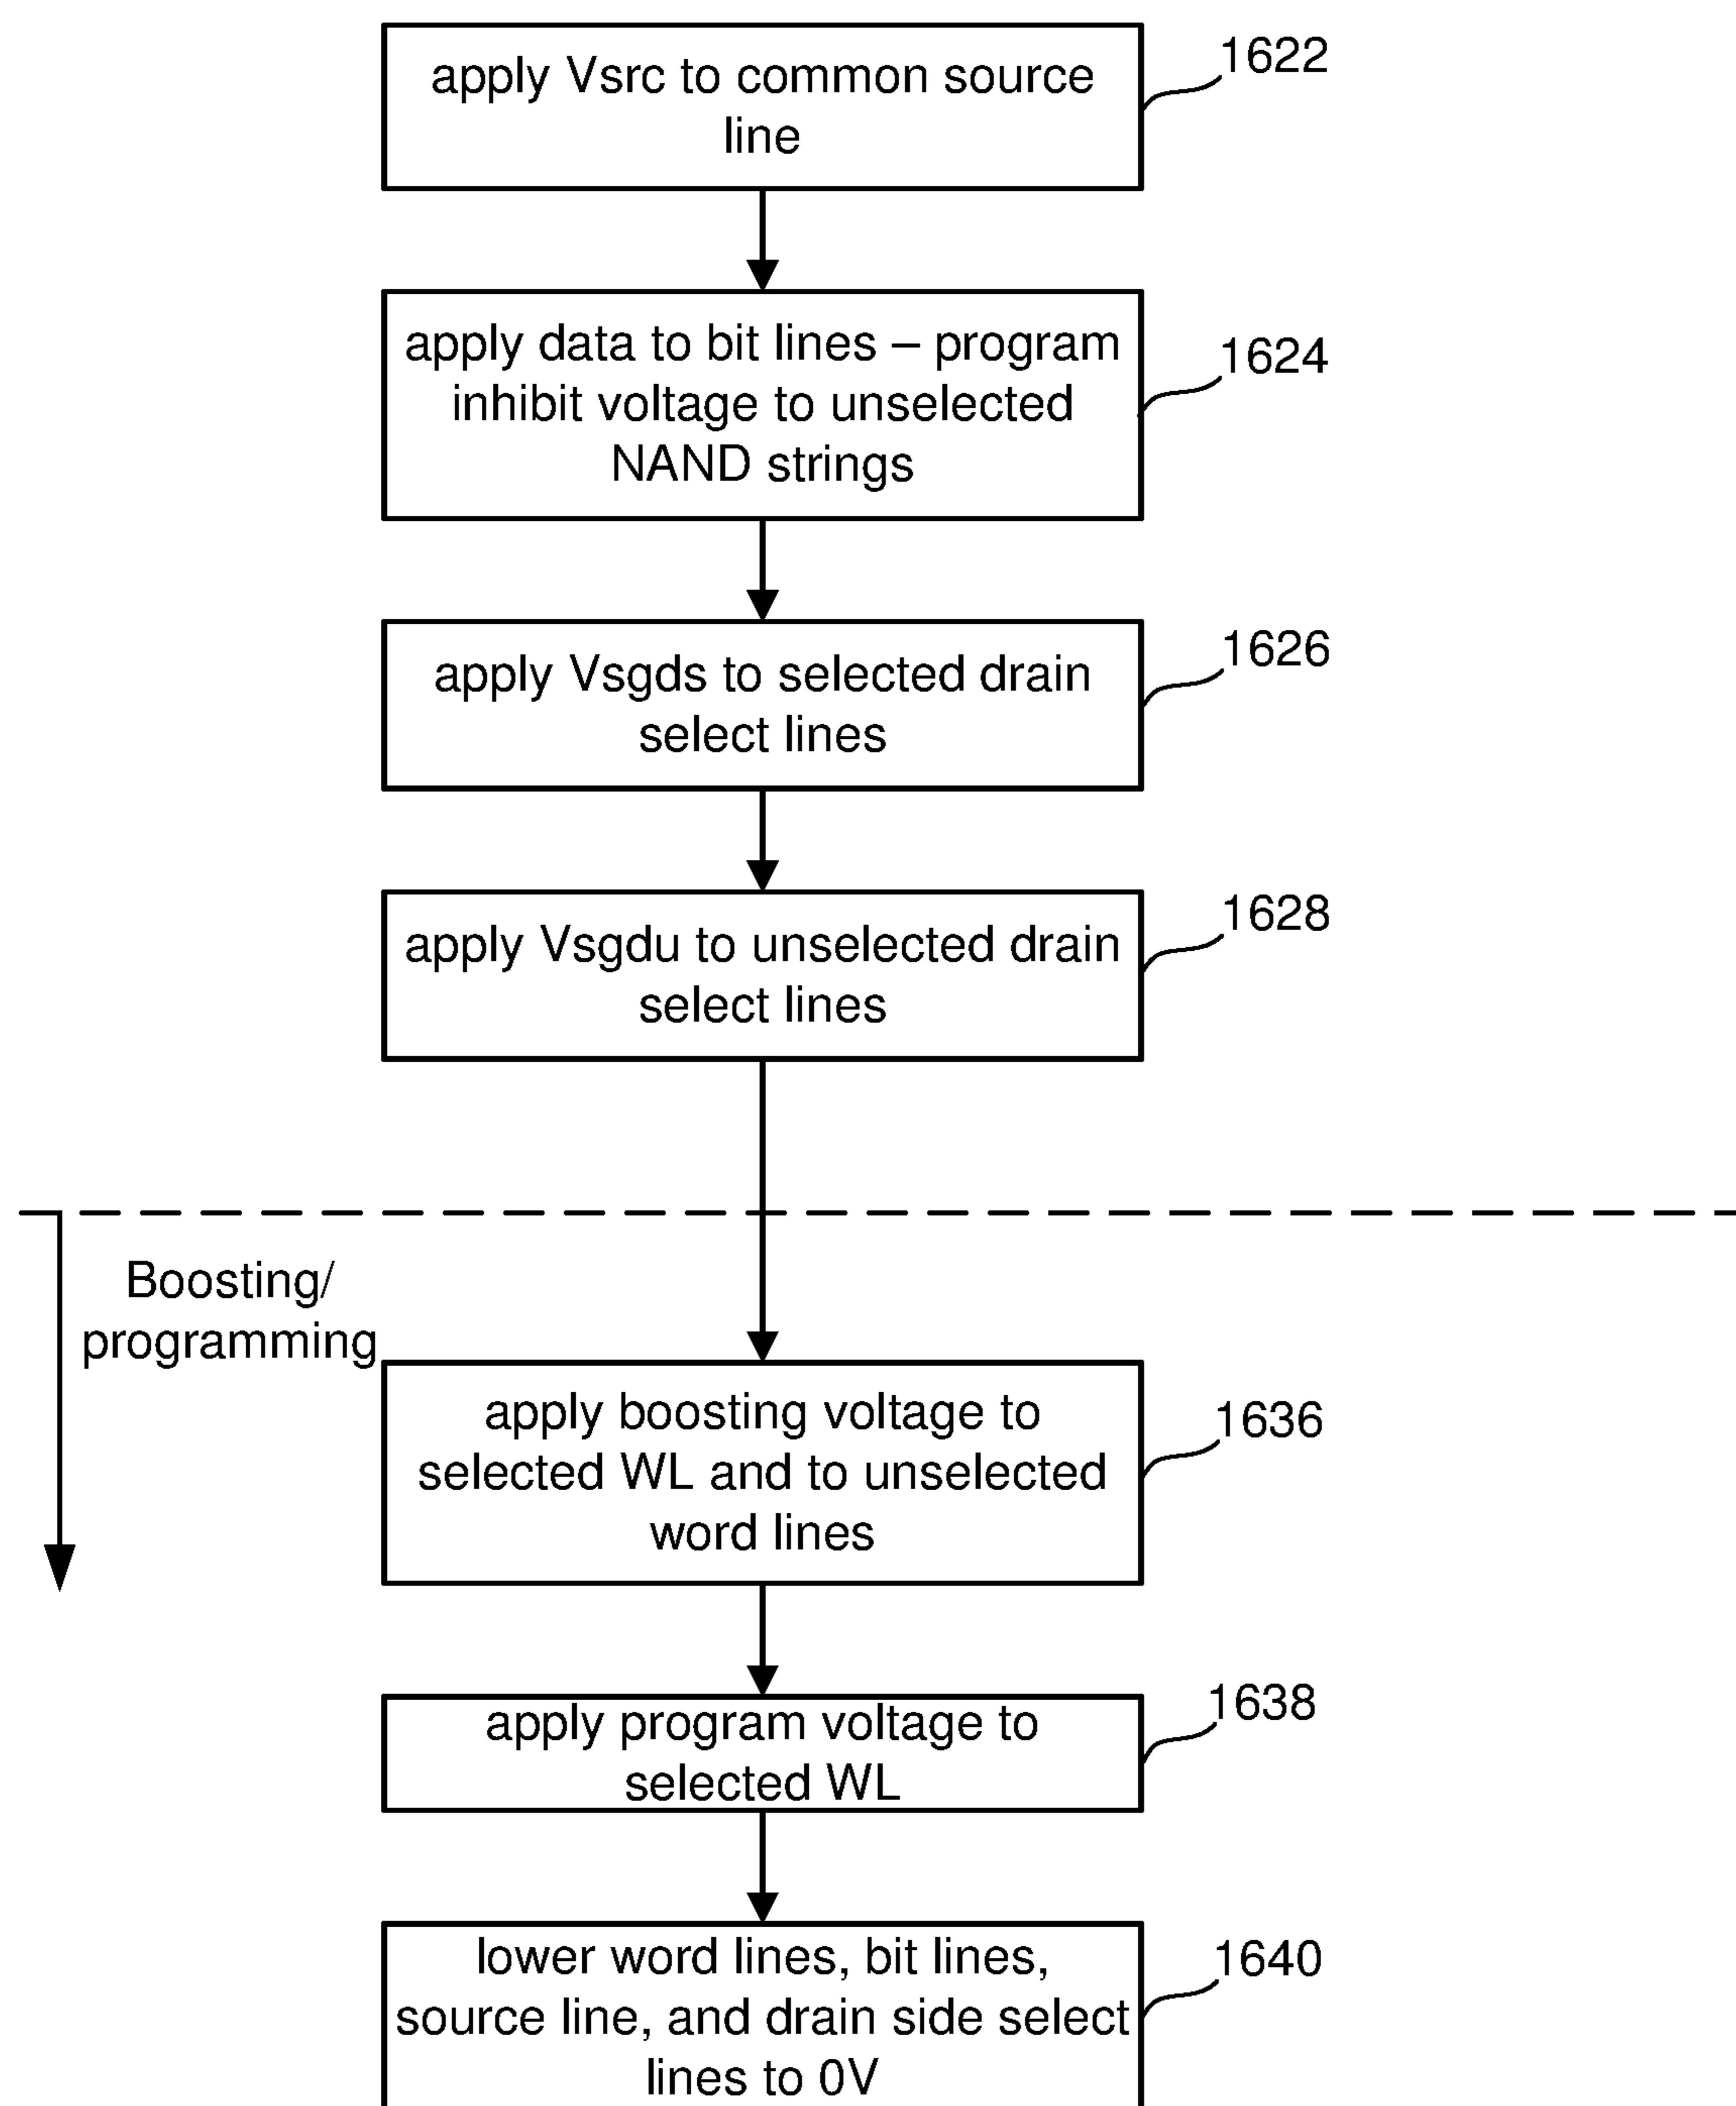 apply Vsrc to common source
line
1622
apply data to bit lines – program
inhibit voltage to unselected
NAND strings
1624
apply Vsgds to selected drain
select lines
1626
apply Vsgdu to unselected drain
select lines
1628
Boosting/
programming
apply boosting voltage to
selected WL and to unselected
word lines
1636
apply program voltage to
selected WL
1638
lower word lines, bit lines,
source line, and drain side select
lines to 0V
1640